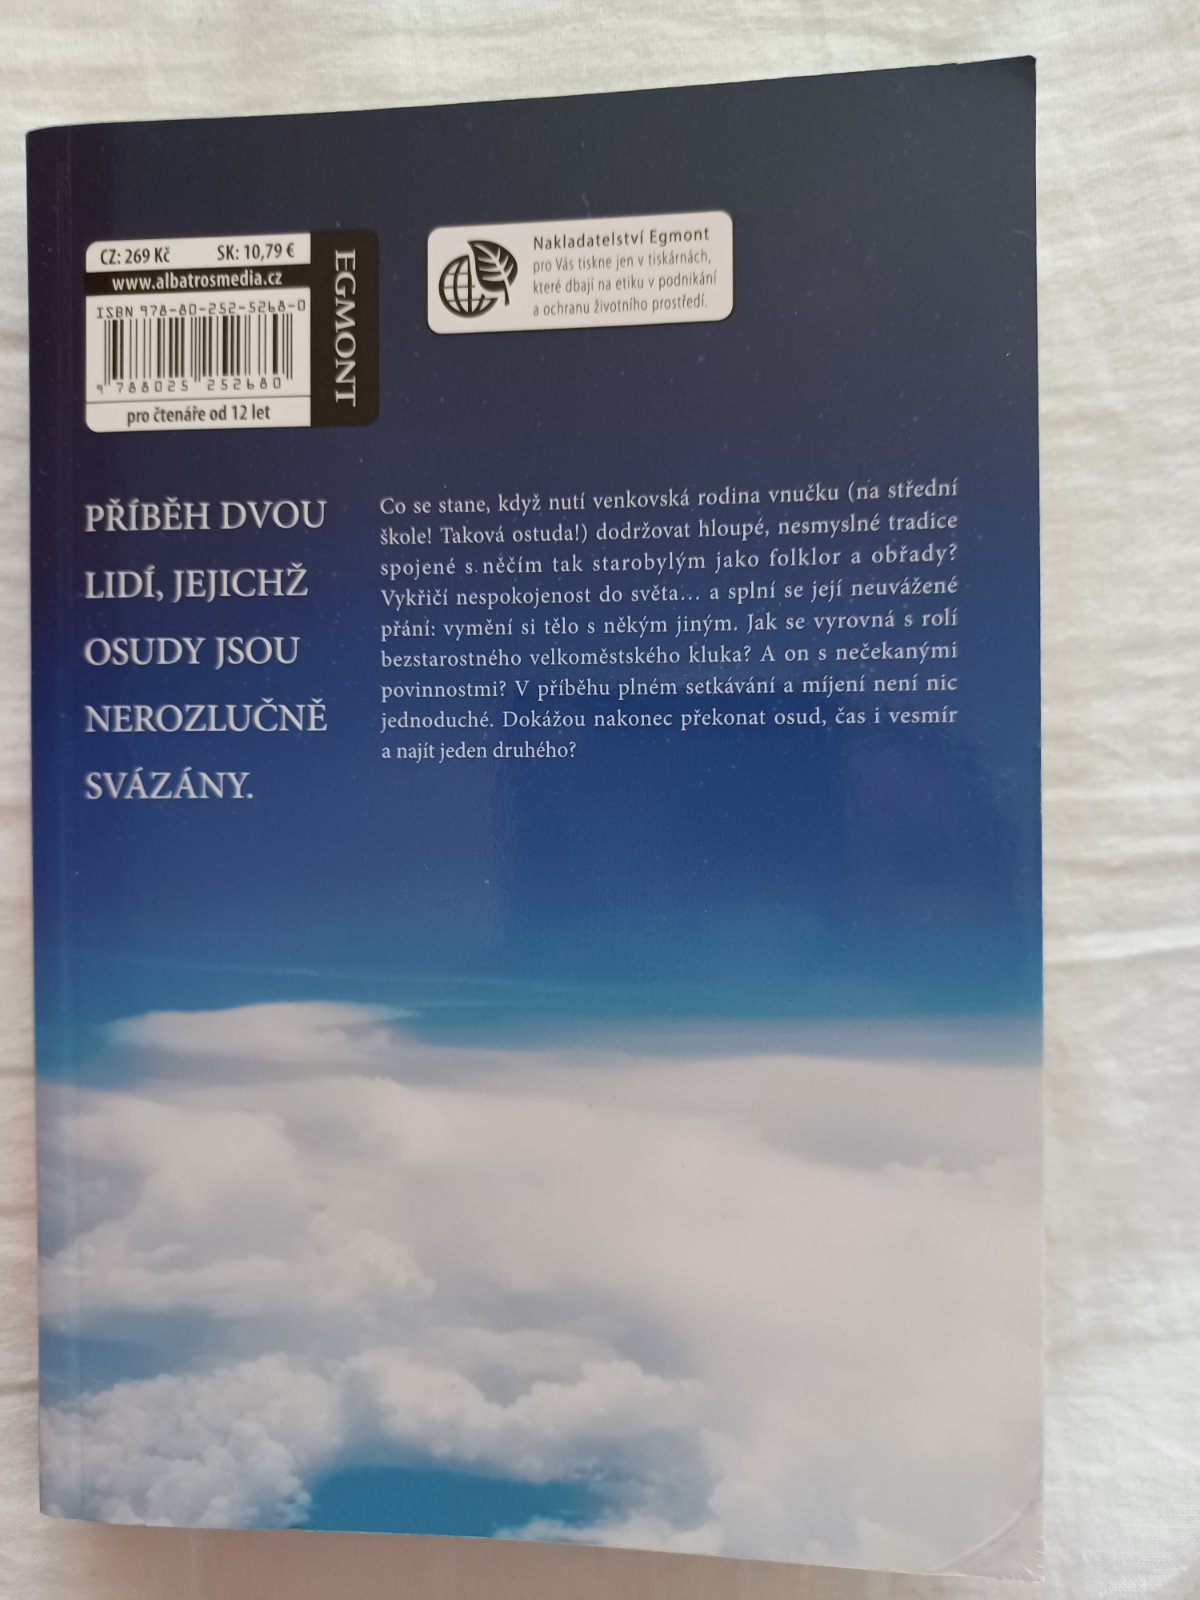 CZ: 269 Kč SK: 10,79 €
www.albatrosmedia.cz
ISBN 978-80-252-5268-0
9 788025 252680
pro čtenáře od 12 let
EGMONT
Nakladatelství Egmont
pro Vás tiskne jen v tiskárnách,
které dbají na etiku v podnikání
a ochranu životního prostředí.
PŘÍBĚH DVOU
LIDÍ, JEJICHŽ
OSUDY JSOU
NEROZLUČNĚ
SVÁZÁNY.
Co se stane, když nutí venkovská rodina vnučku (na střední
škole! Taková ostuda!) dodržovat hloupé, nesmyslné tradice
spojené s něčím tak starobylým jako folklor a obřady?
Vykřičí nespokojenost do světa… a splní se její neuvážené
přání: vymění si tělo s někým jiným. Jak se vyrovná s rolí
bezstarostného velkoměstského kluka? A on s nečekanými
povinnostmi? V příběhu plném setkávání a míjení není nic
jednoduché. Dokážou nakonec překonat osud, čas i vesmír
a najít jeden druhého?